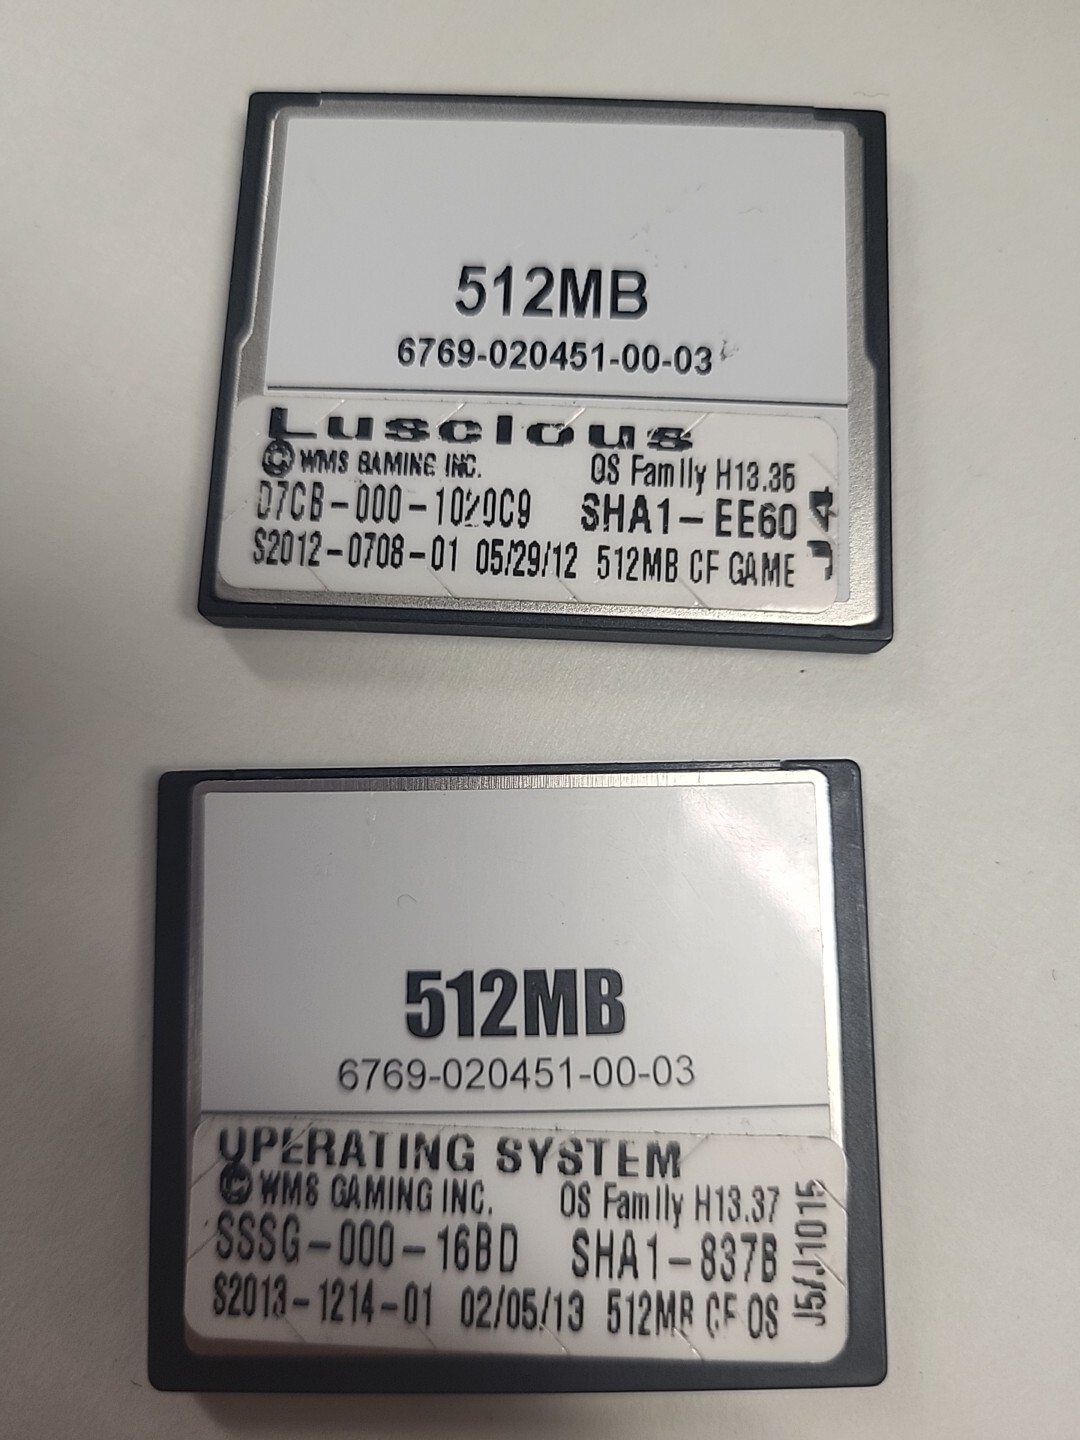 512MB
6769-020451-00-03
Luscious
© WMS GAMING INC. OS Family H13.35
D7CB-000-1020C9 SHA1-EE60
S2012-0708-01 05/29/12 512MB CF GAME
J4
512MB
6769-020451-00-03
OPERATING SYSTEM
© WMS GAMING INC. OS Family H13.37
SSSG-000-16BD SHA1-837B
S2013-1214-01 02/05/13 512MB CF OS
J5/J1015